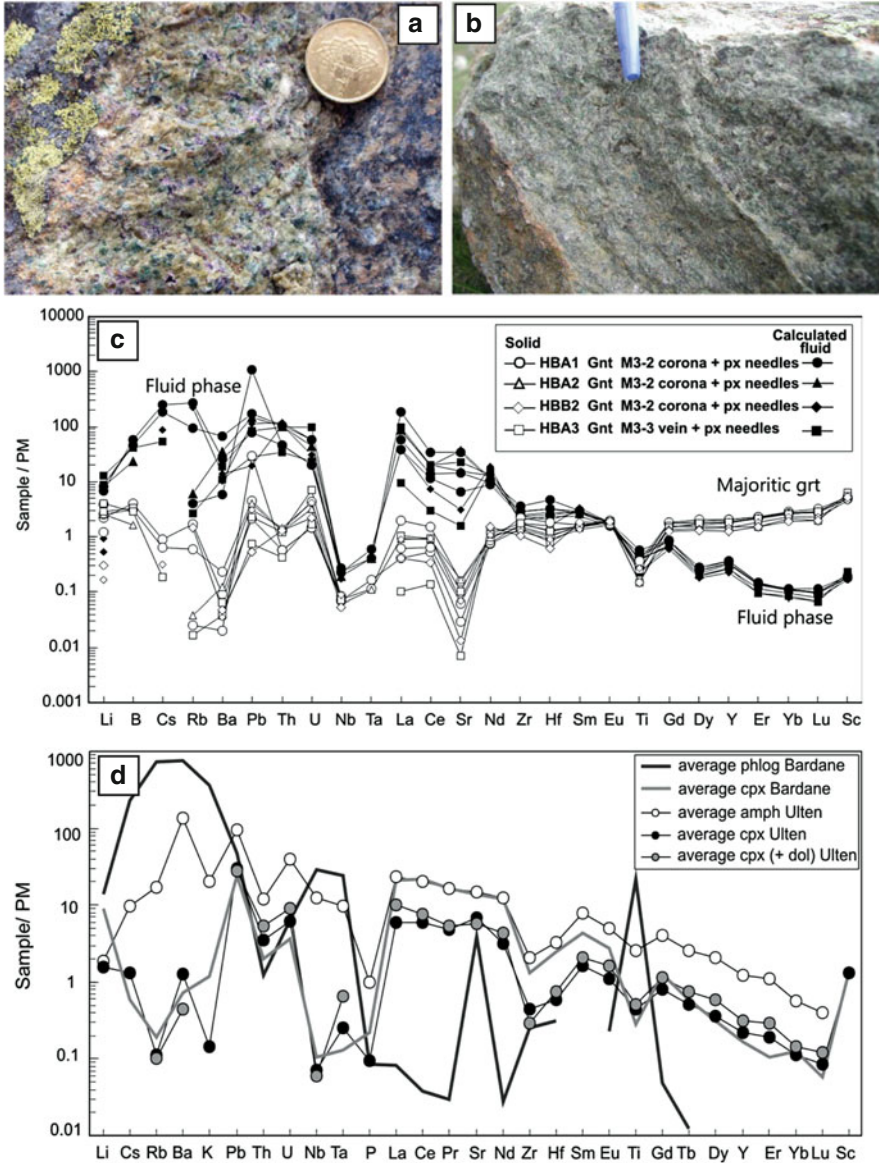 a
b
c
Sample / PM
10000
1000
100
10
1
0.1
0.01
0.001
Fluid phase
Solid
Calculated
fluid
HBA1 Gnt M3-2 corona + px needles
HBA2 Gnt M3-2 corona + px needles
HBB2 Gnt M3-2 corona + px needles
HBA3 Gnt M3-3 vein + px needles
Majoritic grt
Fluid phase
Li B Cs Rb Ba Pb Th U Nb Ta La Ce Sr Nd Zr Hf Sm Eu Ti Gd Dy Y Er Yb Lu Sc
d
Sample/ PM
1000
100
10
1
0.1
0.01
average phlog Bardane
average cpx Bardane
average amph Ulten
average cpx Ulten
average cpx (+ dol) Ulten
Li Cs Rb Ba K Pb Th U Nb Ta P La Ce Pr Sr Nd Zr Hf Sm Eu Ti Gd Tb Dy Y Er Yb Lu Sc